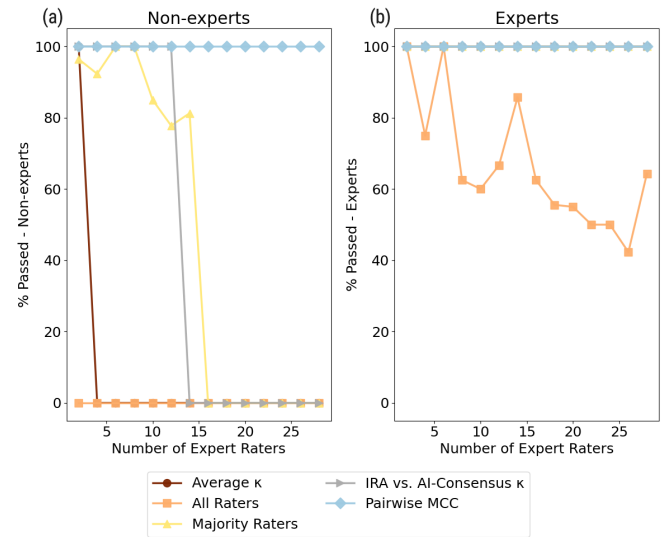 (a)
Non-experts
% Passed - Non-experts
100
80
60
40
20
0
5
10
15
20
25
Number of Expert Raters
(b)
Experts
% Passed - Experts
100
80
60
40
20
0
5
10
15
20
25
Number of Expert Raters
Average κ
All Raters
Majority Raters
IRA vs. AI-Consensus κ
Pairwise MCC